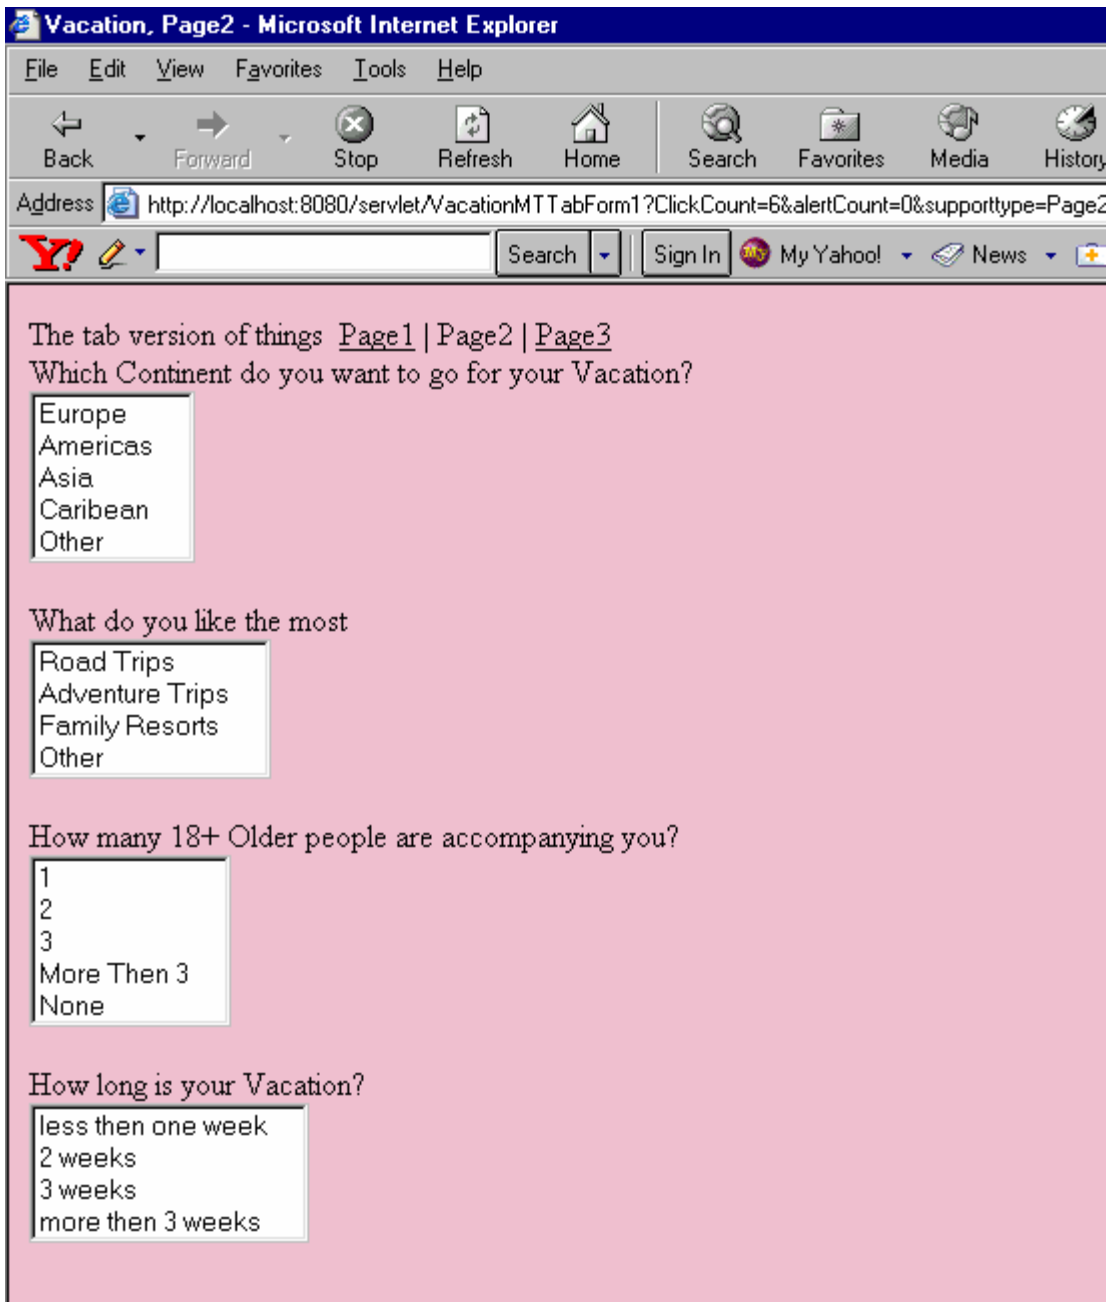 Vacation, Page2 - Microsoft Internet Explorer
File Edit View Favorites Tools Help
Back Forward Stop Refresh Home Search Favorites Media History
Address http://localhost:8080/servlet/VacationMTTabForm1?ClickCount=6&alertCount=0&supporttype=Page2
Y! Search Sign In My Yahoo! News
The tab version of things Page1 | Page2 | Page3
Which Continent do you want to go for your Vacation?
Europe
Americas
Asia
Caribean
Other
What do you like the most
Road Trips
Adventure Trips
Family Resorts
Other
How many 18+ Older people are accompanying you?
1
2
3
More Then 3
None
How long is your Vacation?
less then one week
2 weeks
3 weeks
more then 3 weeks